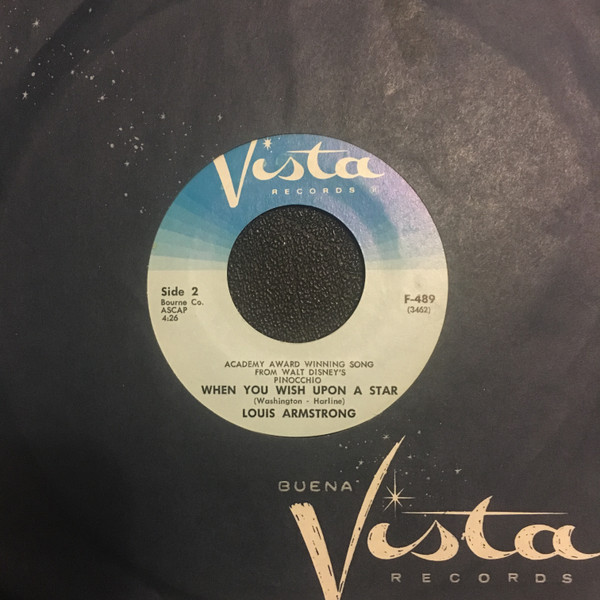 Vista
RECORDS ®
Side 2
Bourne Co.
ASCAP
4:26
F-489
(3462)
ACADEMY AWARD WINNING SONG
FROM WALT DISNEY'S
PINOCCHIO
WHEN YOU WISH UPON A STAR
(Washington - Harline)
LOUIS ARMSTRONG
BUENA
Vista
RECORDS